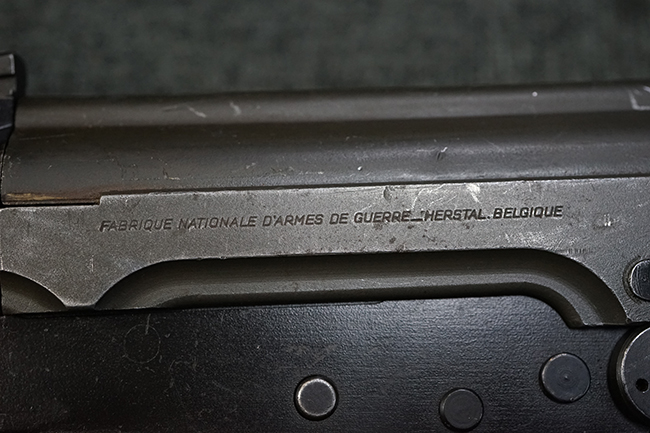 FABRIQUE NATIONALE D'ARMES DE GUERRE_HERSTAL.BELGIQUE